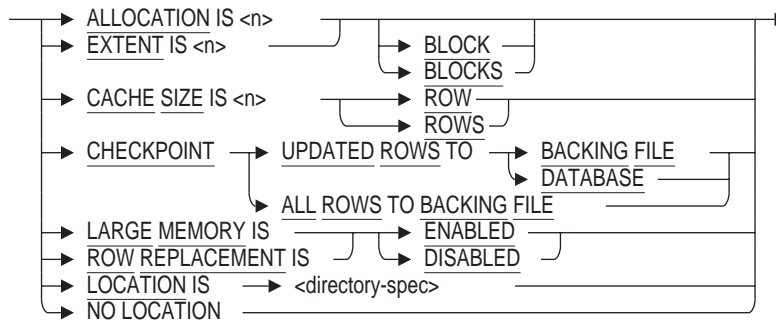 ALLOCATION IS <n>
EXTENT IS <n>
BLOCK
BLOCKS
CACHE SIZE IS <n>
ROW
ROWS
CHECKPOINT UPDATED ROWS TO BACKING FILE
DATABASE
ALL ROWS TO BACKING FILE
LARGE MEMORY IS ENABLED
ROW REPLACEMENT IS DISABLED
LOCATION IS <directory-spec>
NO LOCATION